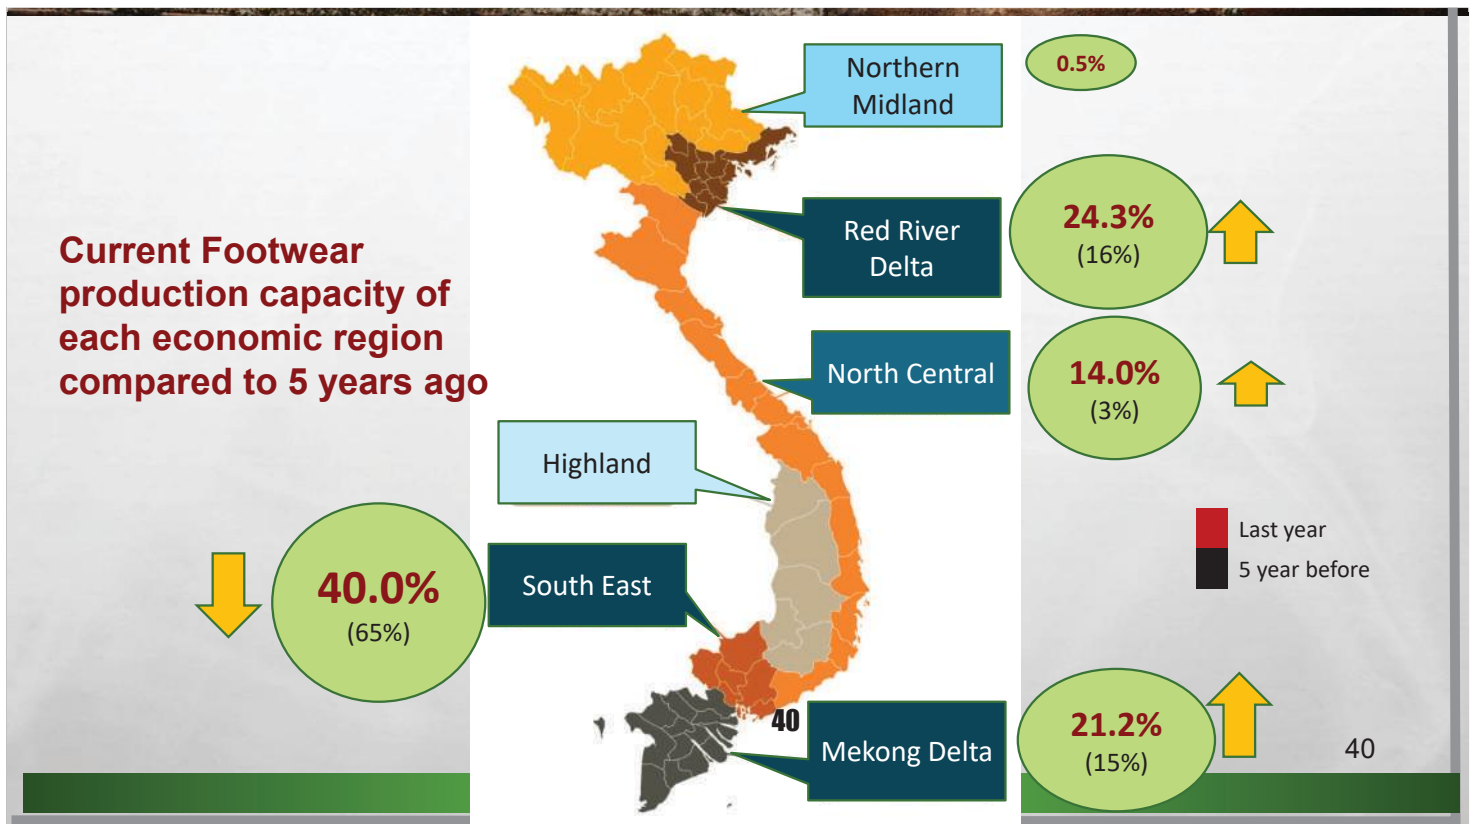 Northern
Midland
0.5%
Red River
Delta
24.3%
(16%)
Current Footwear
production capacity of
each economic region
compared to 5 years ago
North Central
14.0%
(3%)
Highland
Last year
5 year before
South East
40.0%
(65%)
40
Mekong Delta
21.2%
(15%)
40